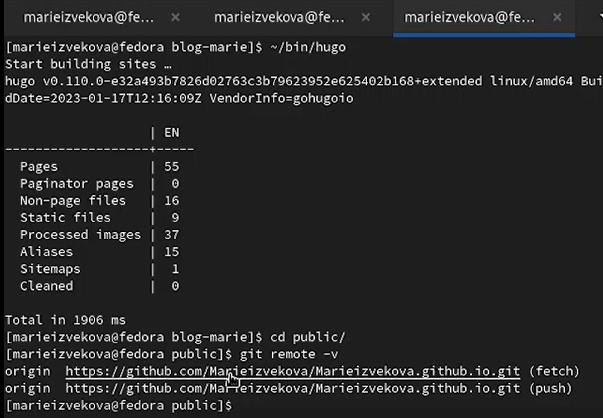 marieizvekova@fe... × marieizvekova@fe... × marieizvekova@fe... ×
[marieizvekova@fedora blog-marie]$ ~/bin/hugo
Start building sites …
hugo v0.110.0-e32a493b7826d02763c3b79623952e625402b168+extended linux/amd64 Bui
dDate=2023-01-17T12:16:09Z VendorInfo=gohugoio
| EN
-------------------+-----
Pages | 55
Paginator pages | 0
Non-page files | 16
Static files | 9
Processed images | 37
Aliases | 15
Sitemaps | 1
Cleaned | 0
Total in 1906 ms
[marieizvekova@fedora blog-marie]$ cd public/
[marieizvekova@fedora public]$ git remote -v
origin https://github.com/Marieizvekova/Marieizvekova.github.io.git (fetch)
origin https://github.com/Marieizvekova/Marieizvekova.github.io.git (push)
[marieizvekova@fedora public]$